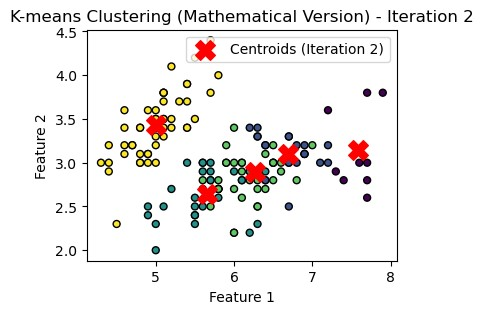 K-means Clustering (Mathematical Version) - Iteration 2
Centroids (Iteration 2)
Feature 2
4.5
4.0
3.5
3.0
2.5
2.0
5
6
7
8
Feature 1